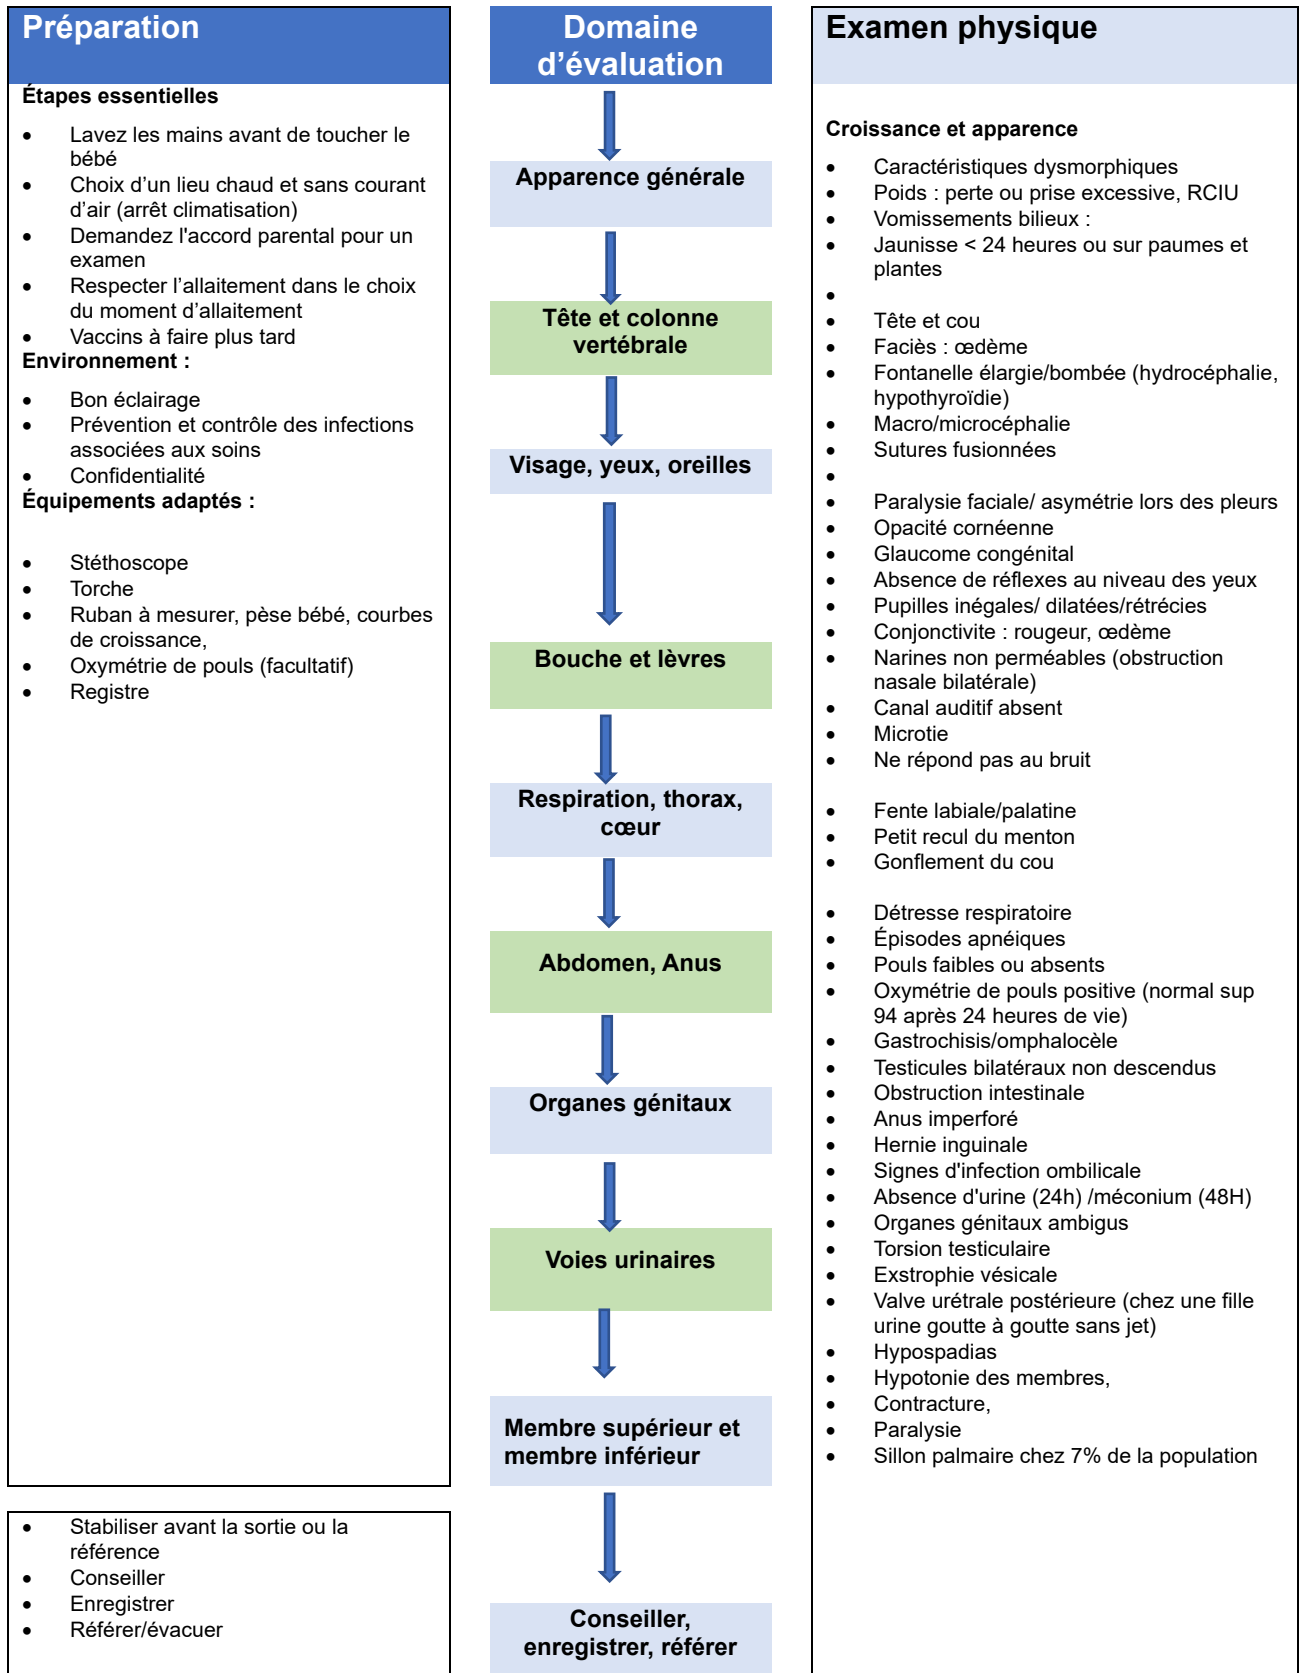 Préparation
Étapes essentielles
• Lavez les mains avant de toucher le
bébé
• Choix d’un lieu chaud et sans courant
d’air (arrêt climatisation)
• Demandez l'accord parental pour un
examen
• Respecter l’allaitement dans le choix
du moment d’allaitement
• Vaccins à faire plus tard
Environnement :
• Bon éclairage
• Prévention et contrôle des infections
associées aux soins
• Confidentialité
Équipements adaptés :
• Stéthoscope
• Torche
• Ruban à mesurer, pèse bébé, courbes
de croissance,
• Oxymétrie de pouls (facultatif)
• Registre
• Stabiliser avant la sortie ou la
référence
• Conseiller
• Enregistrer
• Référer/évacuer
Domaine
d’évaluation
Apparence générale
Tête et colonne
vertébrale
Visage, yeux, oreilles
Bouche et lèvres
Respiration, thorax,
cœur
Abdomen, Anus
Organes génitaux
Voies urinaires
Membre supérieur et
membre inférieur
Conseiller,
enregistrer, référer
Examen physique
Croissance et apparence
• Caractéristiques dysmorphiques
• Poids : perte ou prise excessive, RCIU
• Vomissements bilieux :
• Jaunisse < 24 heures ou sur paumes et
plantes
•
• Tête et cou
• Faciès : œdème
• Fontanelle élargie/bombée (hydrocéphalie,
hypothyroïdie)
• Macro/microcéphalie
• Sutures fusionnées
•
• Paralysie faciale/ asymétrie lors des pleurs
• Opacité cornéenne
• Glaucome congénital
• Absence de réflexes au niveau des yeux
• Pupilles inégales/ dilatées/rétrécies
• Conjonctivite : rougeur, œdème
• Narines non perméables (obstruction
nasale bilatérale)
• Canal auditif absent
• Microtie
• Ne répond pas au bruit
• Fente labiale/palatine
• Petit recul du menton
• Gonflement du cou
• Détresse respiratoire
• Épisodes apnéiques
• Pouls faibles ou absents
• Oxymétrie de pouls positive (normal sup
94 après 24 heures de vie)
• Gastrochisis/omphalocèle
• Testicules bilatéraux non descendus
• Obstruction intestinale
• Anus imperforé
• Hernie inguinale
• Signes d'infection ombilicale
• Absence d'urine (24h) /méconium (48H)
• Organes génitaux ambigus
• Torsion testiculaire
• Exstrophie vésicale
• Valve urétrale postérieure (chez une fille
urine goutte à goutte sans jet)
• Hypospadias
• Hypotonie des membres,
• Contracture,
• Paralysie
• Sillon palmaire chez 7% de la population